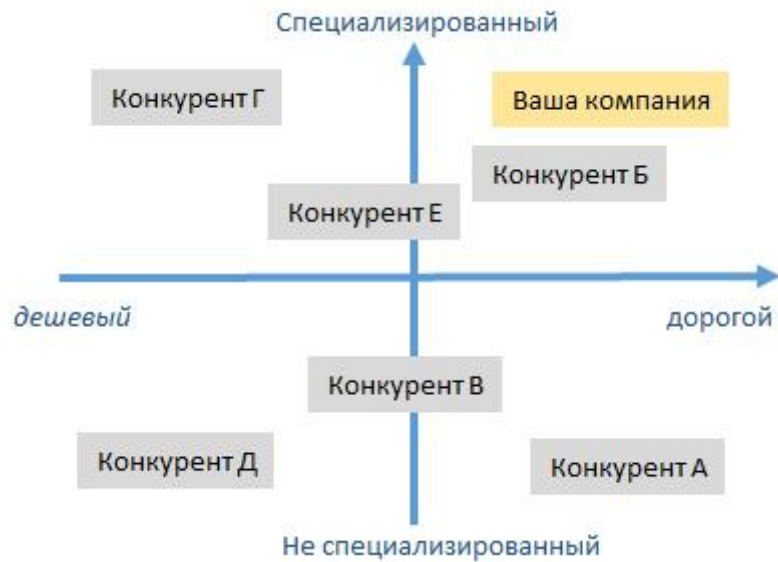 Специализированный
Конкурент Г
Ваша компания
Конкурент Б
Конкурент Е
дешевый
дорогой
Конкурент В
Конкурент Д
Конкурент А
Не специализированный